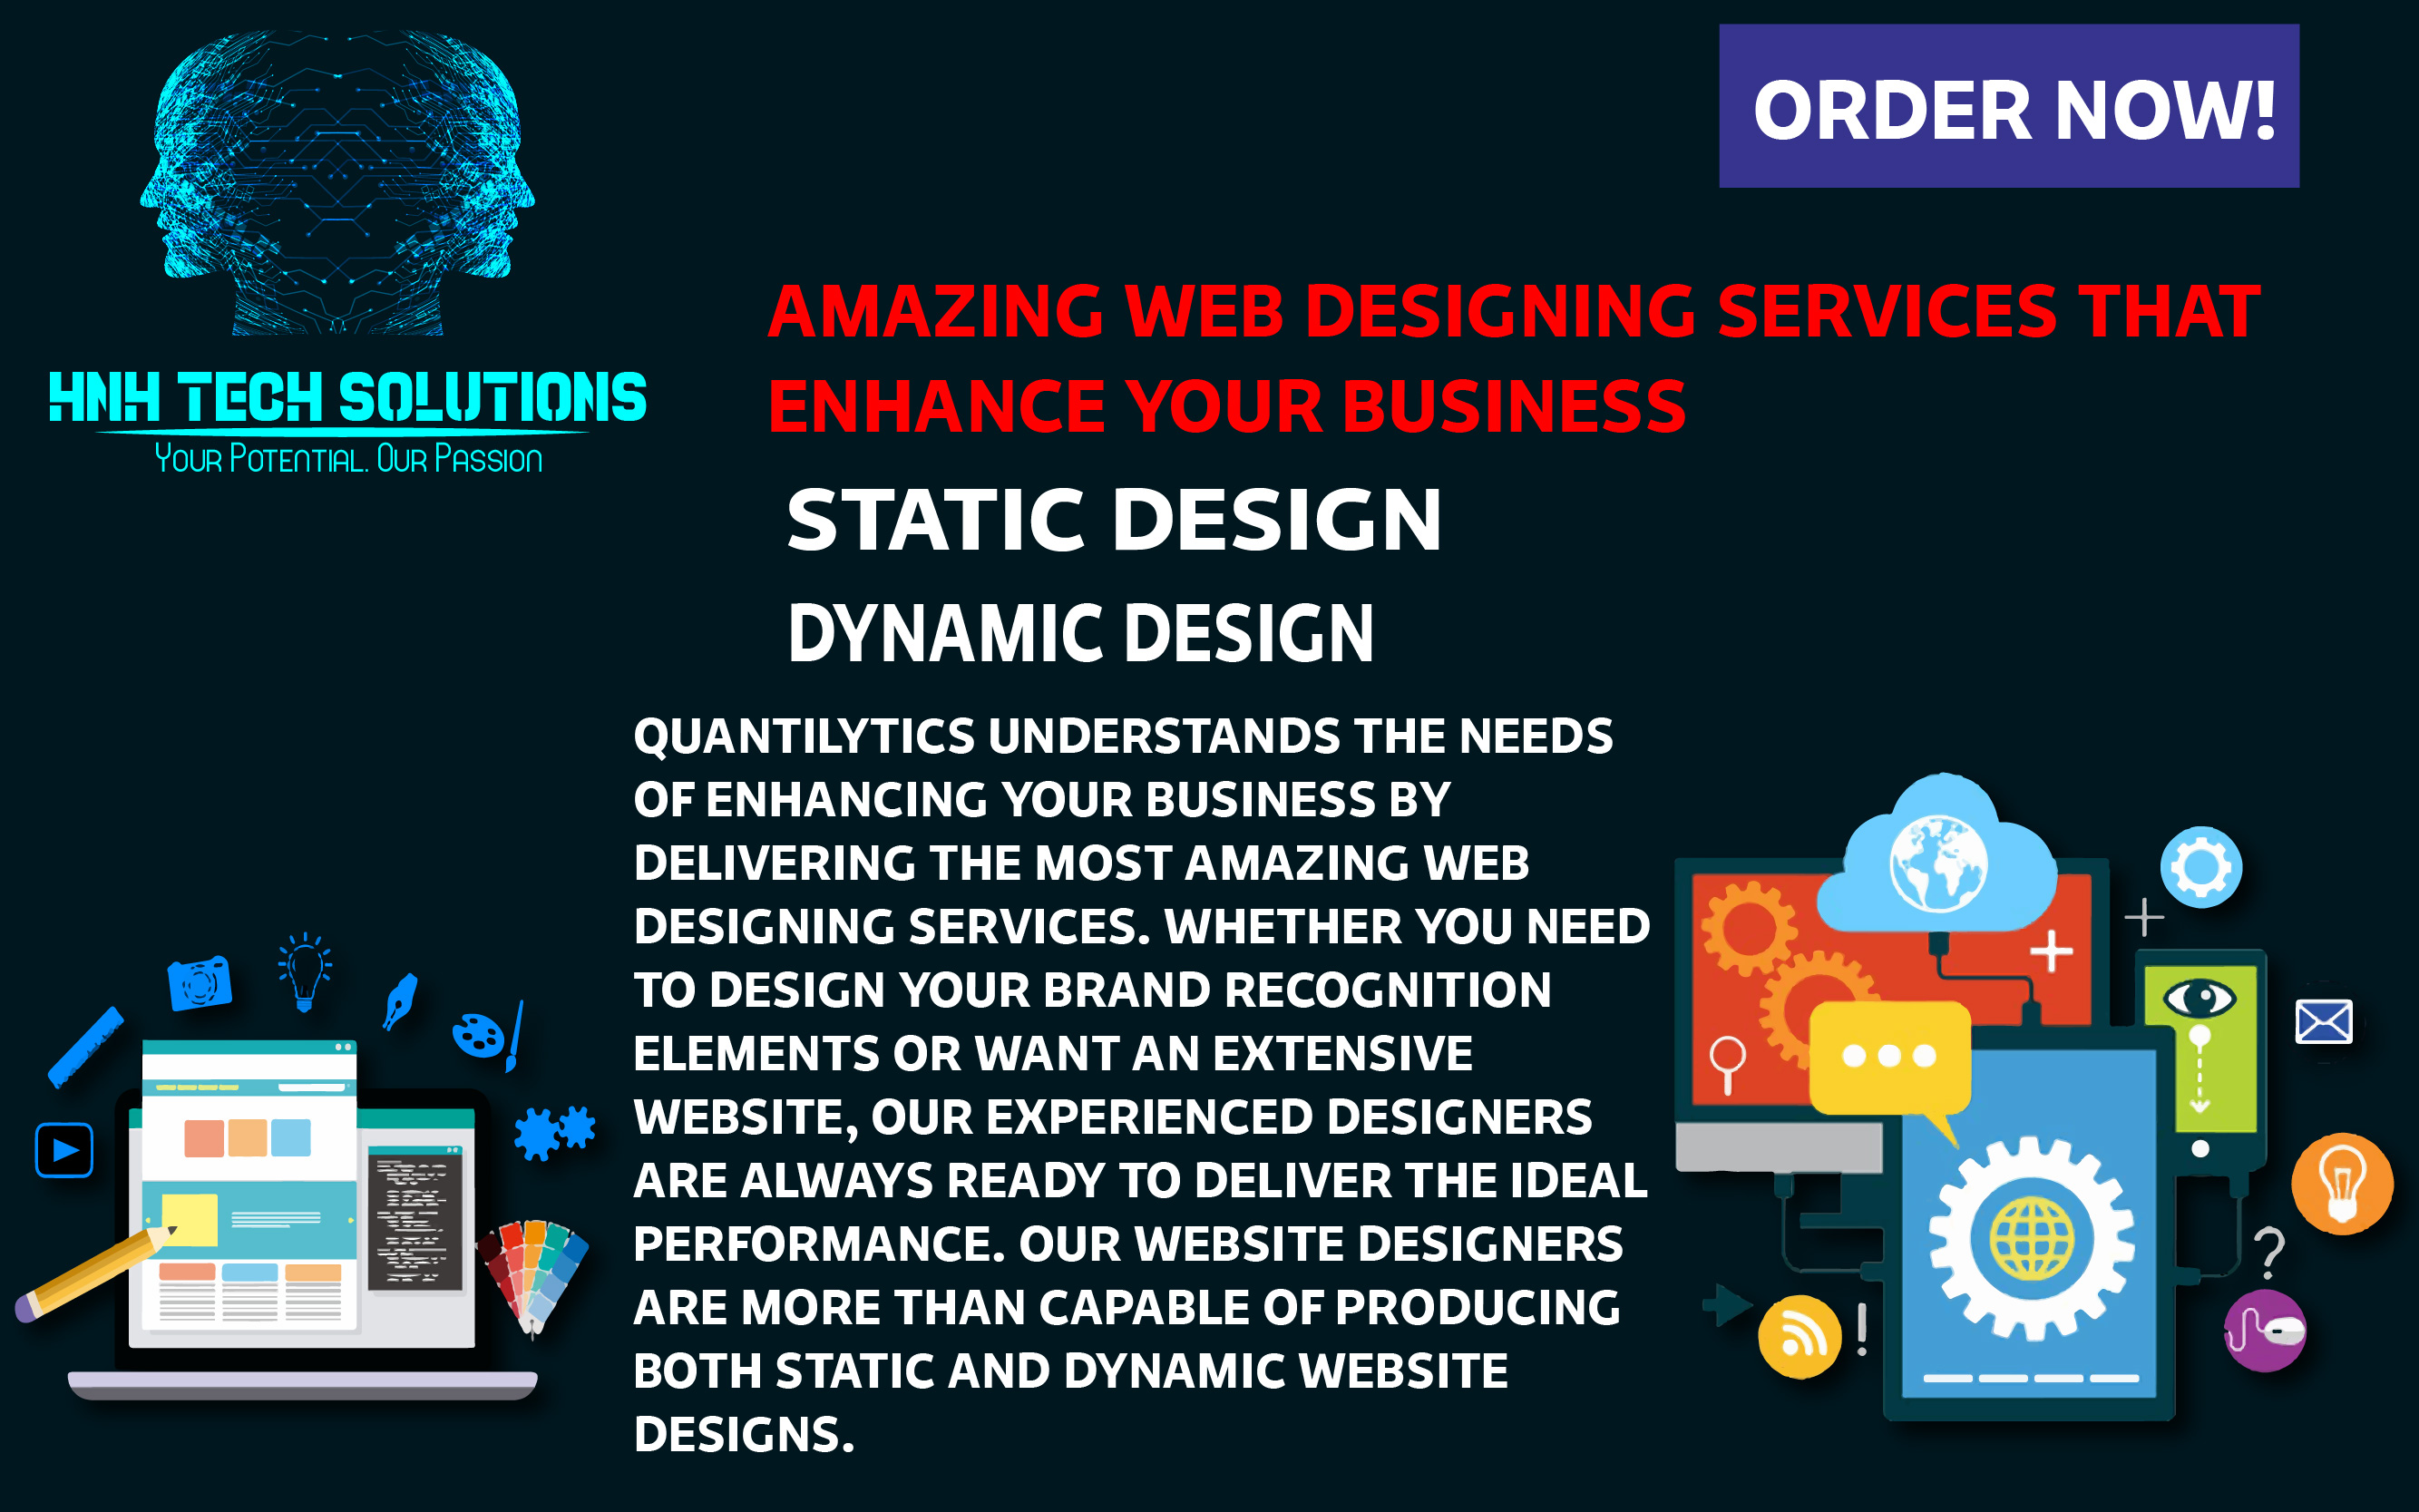 ORDER NOW!
HNH TECH SOLUTIONS
Your Potential. Our Passion
AMAZING WEB DESIGNING SERVICES THAT
ENHANCE YOUR BUSINESS
STATIC DESIGN
DYNAMIC DESIGN
QUANTILYTICS UNDERSTANDS THE NEEDS
OF ENHANCING YOUR BUSINESS BY
DELIVERING THE MOST AMAZING WEB
DESIGNING SERVICES. WHETHER YOU NEED
TO DESIGN YOUR BRAND RECOGNITION
ELEMENTS OR WANT AN EXTENSIVE
WEBSITE, OUR EXPERIENCED DESIGNERS
ARE ALWAYS READY TO DELIVER THE IDEAL
PERFORMANCE. OUR WEBSITE DESIGNERS
ARE MORE THAN CAPABLE OF PRODUCING
BOTH STATIC AND DYNAMIC WEBSITE
DESIGNS.